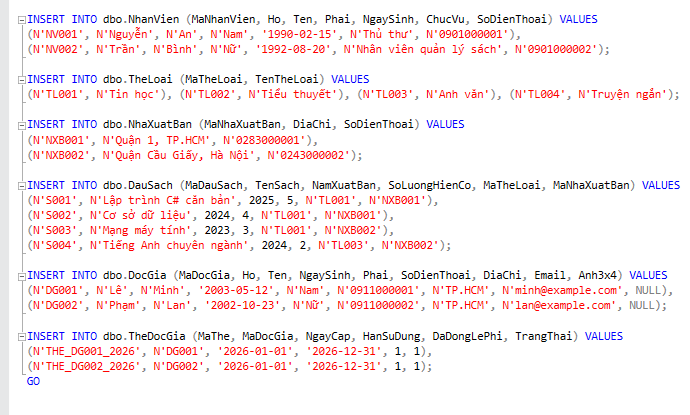 INSERT INTO dbo.NhanVien (MaNhanVien, Ho, Ten, Phai, NgaySinh, ChucVu, SoDienThoai) VALUES
(N'NV001', N'Nguyễn', N'An', N'Nam', '1990-02-15', N'Thủ thư', N'0901000001'),
(N'NV002', N'Trần', N'Bình', N'Nữ', '1992-08-20', N'Nhân viên quản lý sách', N'0901000002');
INSERT INTO dbo.TheLoai (MaTheLoai, TenTheLoai) VALUES
(N'TL001', N'Tin học'), (N'TL002', N'Tiểu thuyết'), (N'TL003', N'Anh văn'), (N'TL004', N'Truyện ngắn');
INSERT INTO dbo.NhaXuatBan (MaNhaXuatBan, DiaChi, SoDienThoai) VALUES
(N'NXB001', N'Quận 1, TP.HCM', N'0283000001'),
(N'NXB002', N'Quận Cầu Giấy, Hà Nội', N'0243000002');
INSERT INTO dbo.DauSach (MaDauSach, TenSach, NamXuatBan, SoLuongHienCo, MaTheLoai, MaNhaXuatBan) VALUES
(N'S001', N'Lập trình C# căn bản', 2025, 5, N'TL001', N'NXB001'),
(N'S002', N'Cơ sở dữ liệu', 2024, 4, N'TL001', N'NXB001'),
(N'S003', N'Mạng máy tính', 2023, 3, N'TL001', N'NXB002'),
(N'S004', N'Tiếng Anh chuyên ngành', 2024, 2, N'TL003', N'NXB002');
INSERT INTO dbo.DocGia (MaDocGia, Ho, Ten, NgaySinh, Phai, SoDienThoai, DiaChi, Email, Anh3x4) VALUES
(N'DG001', N'Lê', N'Minh', '2003-05-12', N'Nam', N'0911000001', N'TP.HCM', N'minh@example.com', NULL),
(N'DG002', N'Phạm', N'Lan', '2002-10-23', N'Nữ', N'0911000002', N'TP.HCM', N'lan@example.com', NULL);
INSERT INTO dbo.TheDocGia (MaThe, MaDocGia, NgayCap, HanSuDung, DaDongLePhi, TrangThai) VALUES
(N'THE_DG001_2026', N'DG001', '2026-01-01', '2026-12-31', 1, 1),
(N'THE_DG002_2026', N'DG002', '2026-01-01', '2026-12-31', 1, 1);
GO